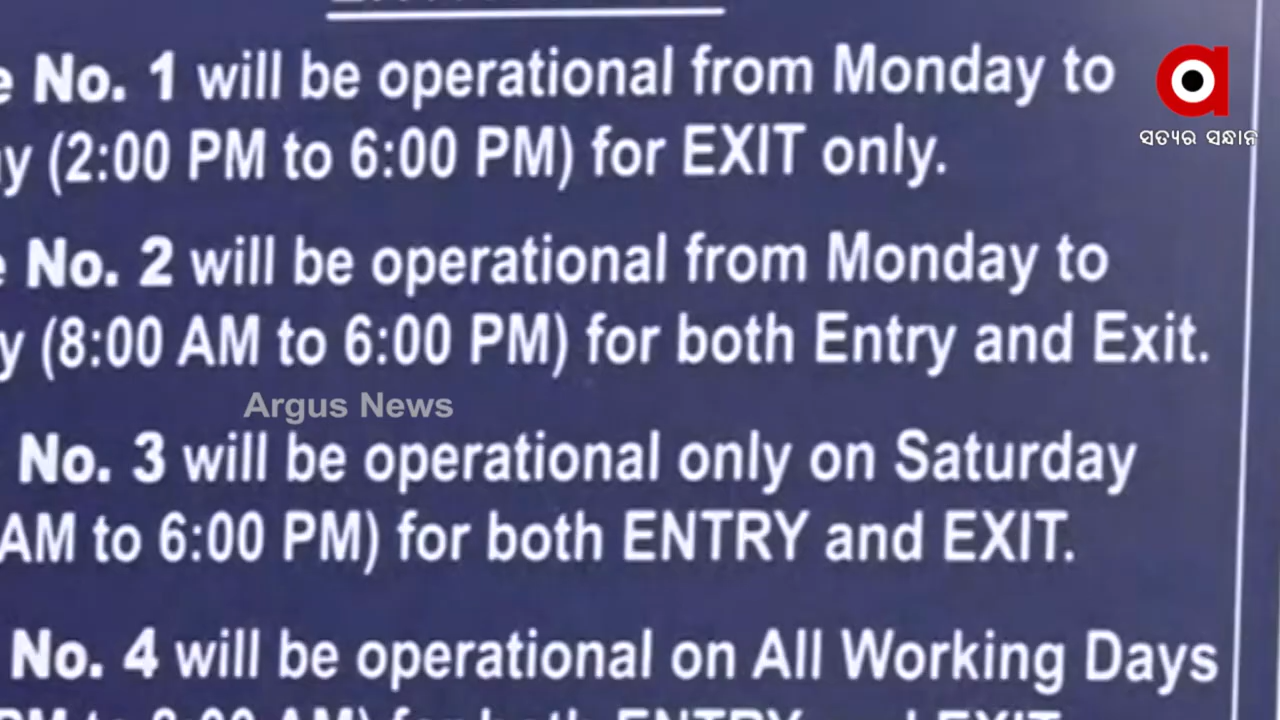 No. 1 will be operational from Monday to
(2:00 PM to 6:00 PM) for EXIT only.
No. 2 will be operational from Monday to
(8:00 AM to 6:00 PM) for both Entry and Exit.
No. 3 will be operational only on Saturday
AM to 6:00 PM) for both ENTRY and EXIT.
No. 4 will be operational on All Working Days
ସତ୍ୟର ସନ୍ଧାନ
Argus News